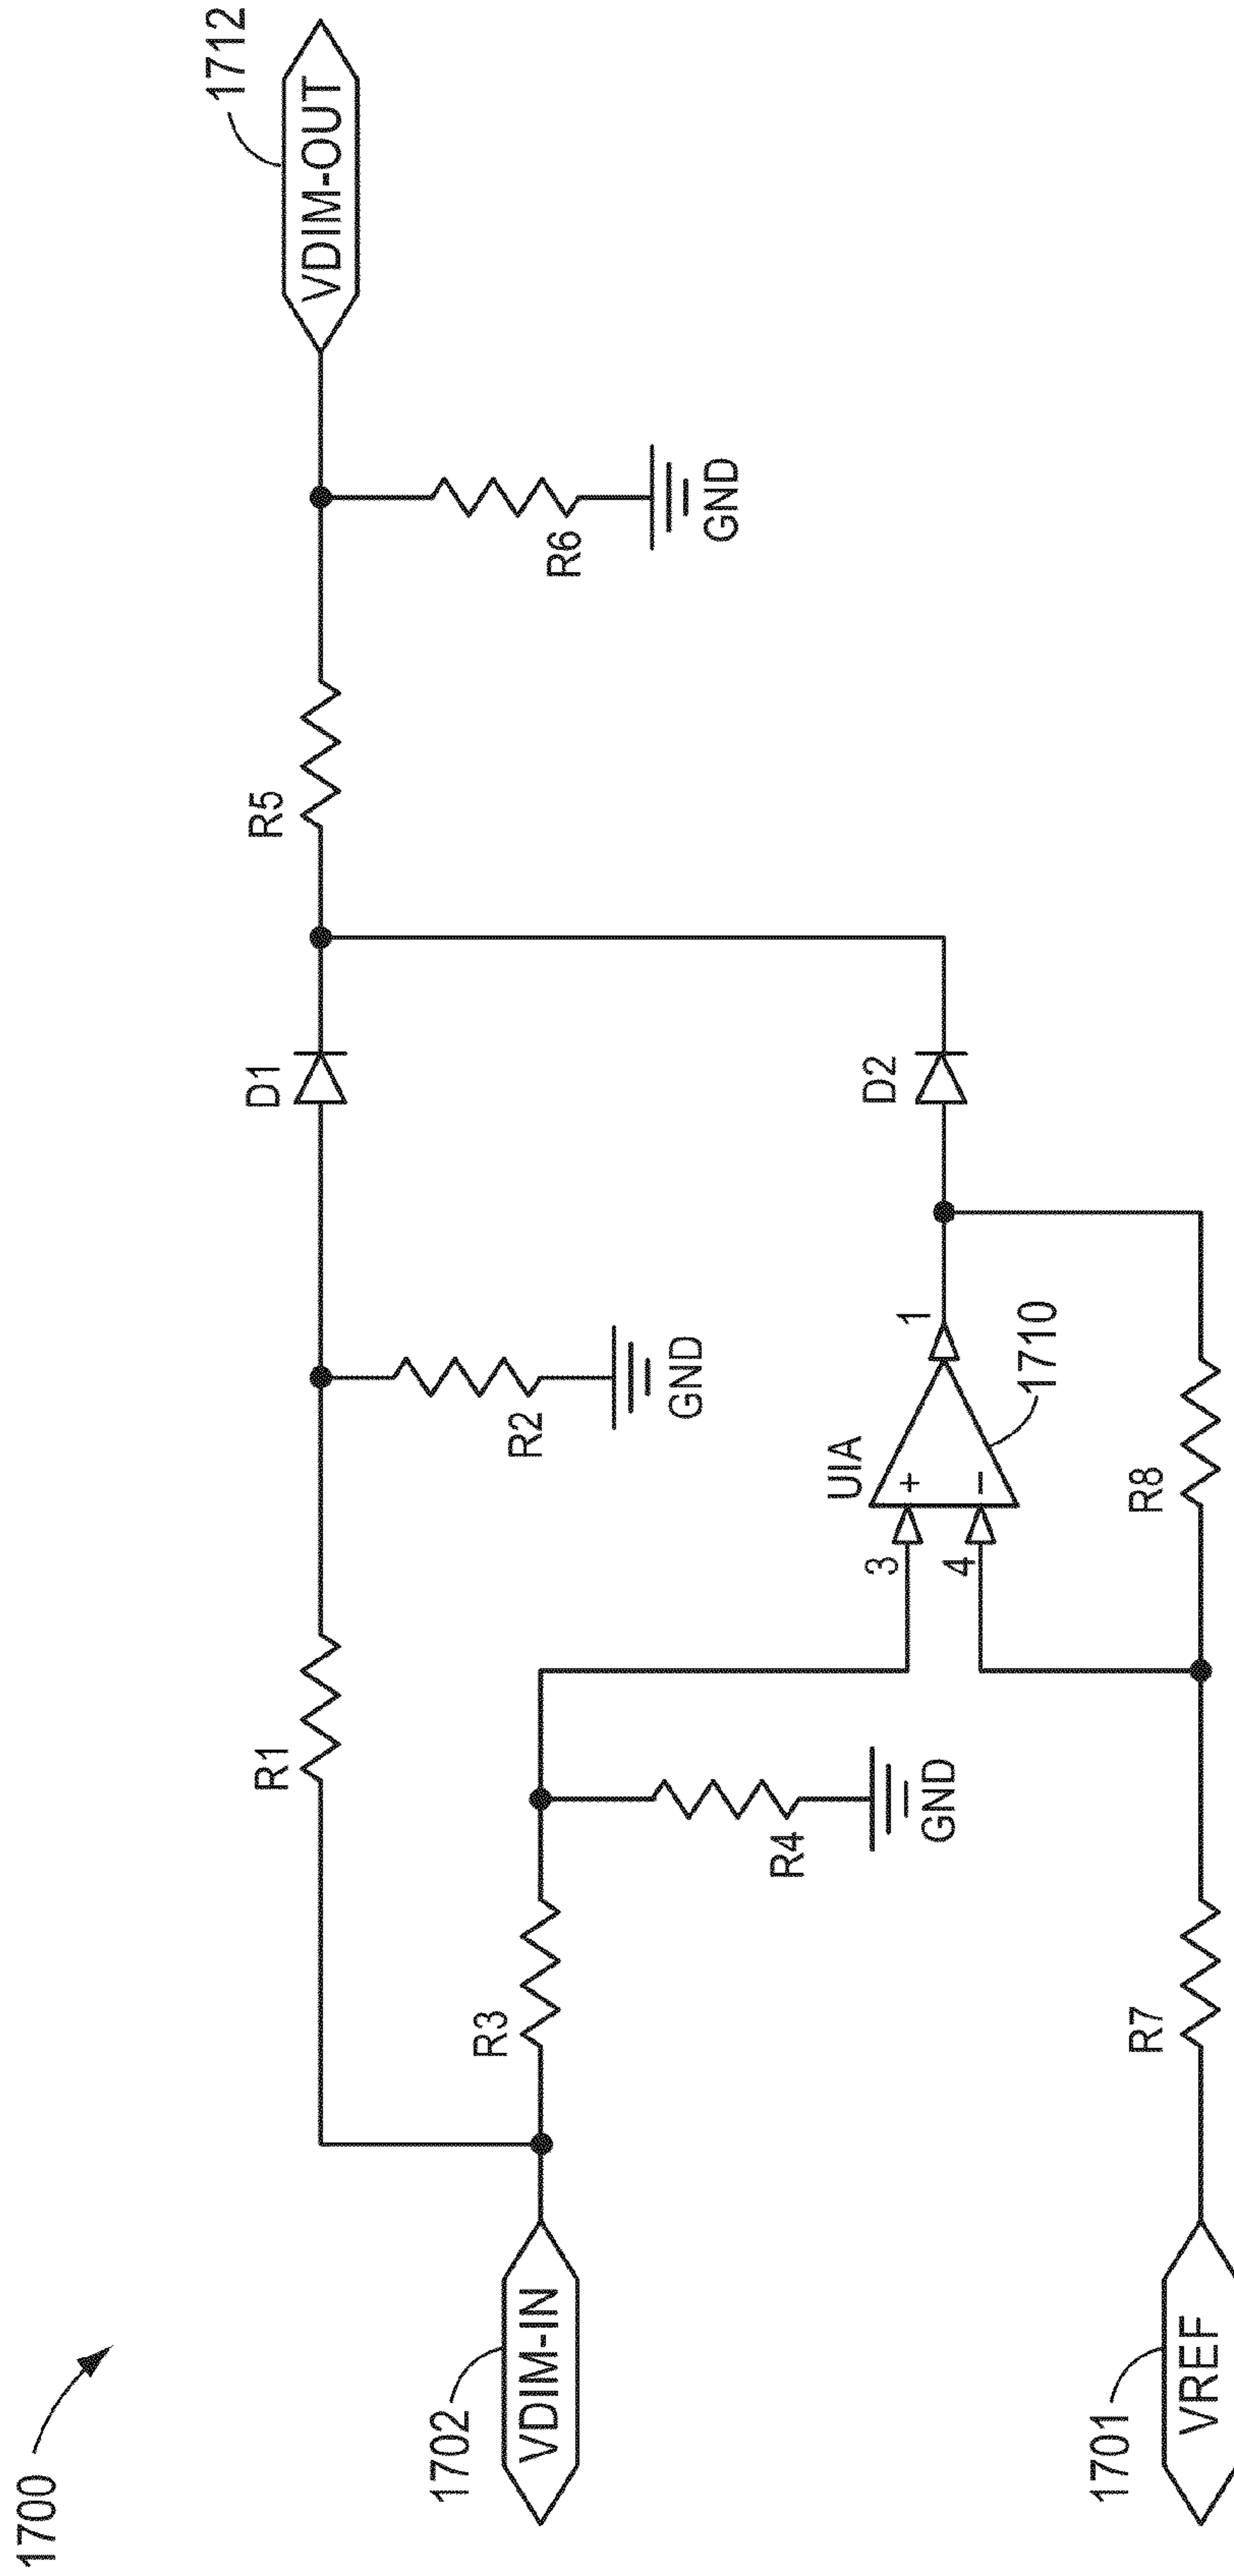 1700
1702
VDIM-IN
1701
VREF
R1
R2
GND
R3
R4
GND
R7
R8
UIA
3
+
4
−
1
1710
D1
D2
R5
R6
GND
1712
VDIM-OUT